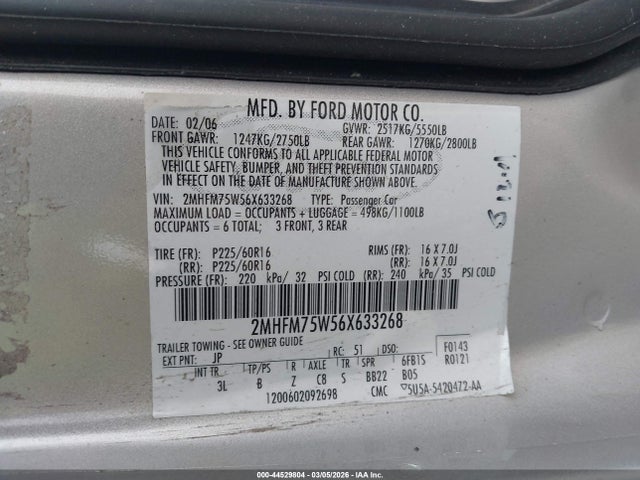 MFD. BY FORD MOTOR CO.
DATE: 02/06 GVWR: 2517KG/5550LB
FRONT GAWR: 1247KG/2750LB REAR GAWR: 1270KG/2800LB
THIS VEHICLE CONFORMS TO ALL APPLICABLE FEDERAL MOTOR
VEHICLE SAFETY, BUMPER, AND THEFT PREVENTION STANDARDS
IN EFFECT ON THE DATE OF MANUFACTURE SHOWN ABOVE.
VIN: 2MHFM75W56X633268 TYPE: Passenger Car
MAXIMUM LOAD = OCCUPANTS + LUGGAGE = 498KG/1100LB
OCCUPANTS = 6 TOTAL: 3 FRONT, 3 REAR
TIRE (FR): P225/60R16 RIMS (FR): 16 X 7.0J
(RR): P225/60R16 (RR): 16 X 7.0J
PRESSURE (FR): 220 kPa/ 32 PSI COLD (RR): 240 kPa/ 35 PSI COLD
2MHFM75W56X633268
TRAILER TOWING - SEE OWNERS GUIDE
EXT PNT: JP RC: 51 DSO: F0143
INT TR TP/PS R AXLE TR SPR 6FB1S R0121
3L B Z C8 S BB22 B05
1200602092698 CMC 5U5A-5420472-AA
000-44529804 | 03/05/2026 — IAA Inc.